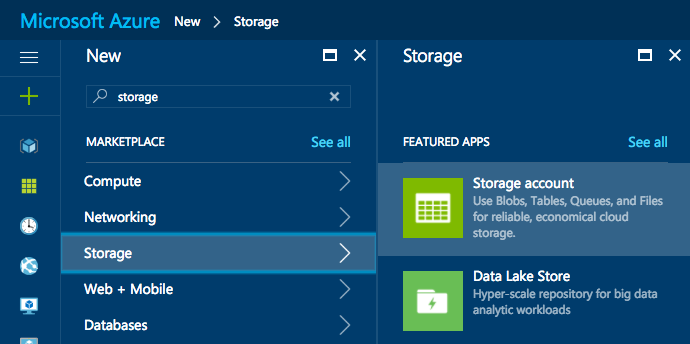 Microsoft Azure New > Storage
New
storage
MARKETPLACE See all
Compute
Networking
Storage
Web + Mobile
Databases
Storage
FEATURED APPS See all
Storage account
Use Blobs, Tables, Queues, and Files
for reliable, economical cloud
storage.
Data Lake Store
Hyper-scale repository for big data
analytic workloads